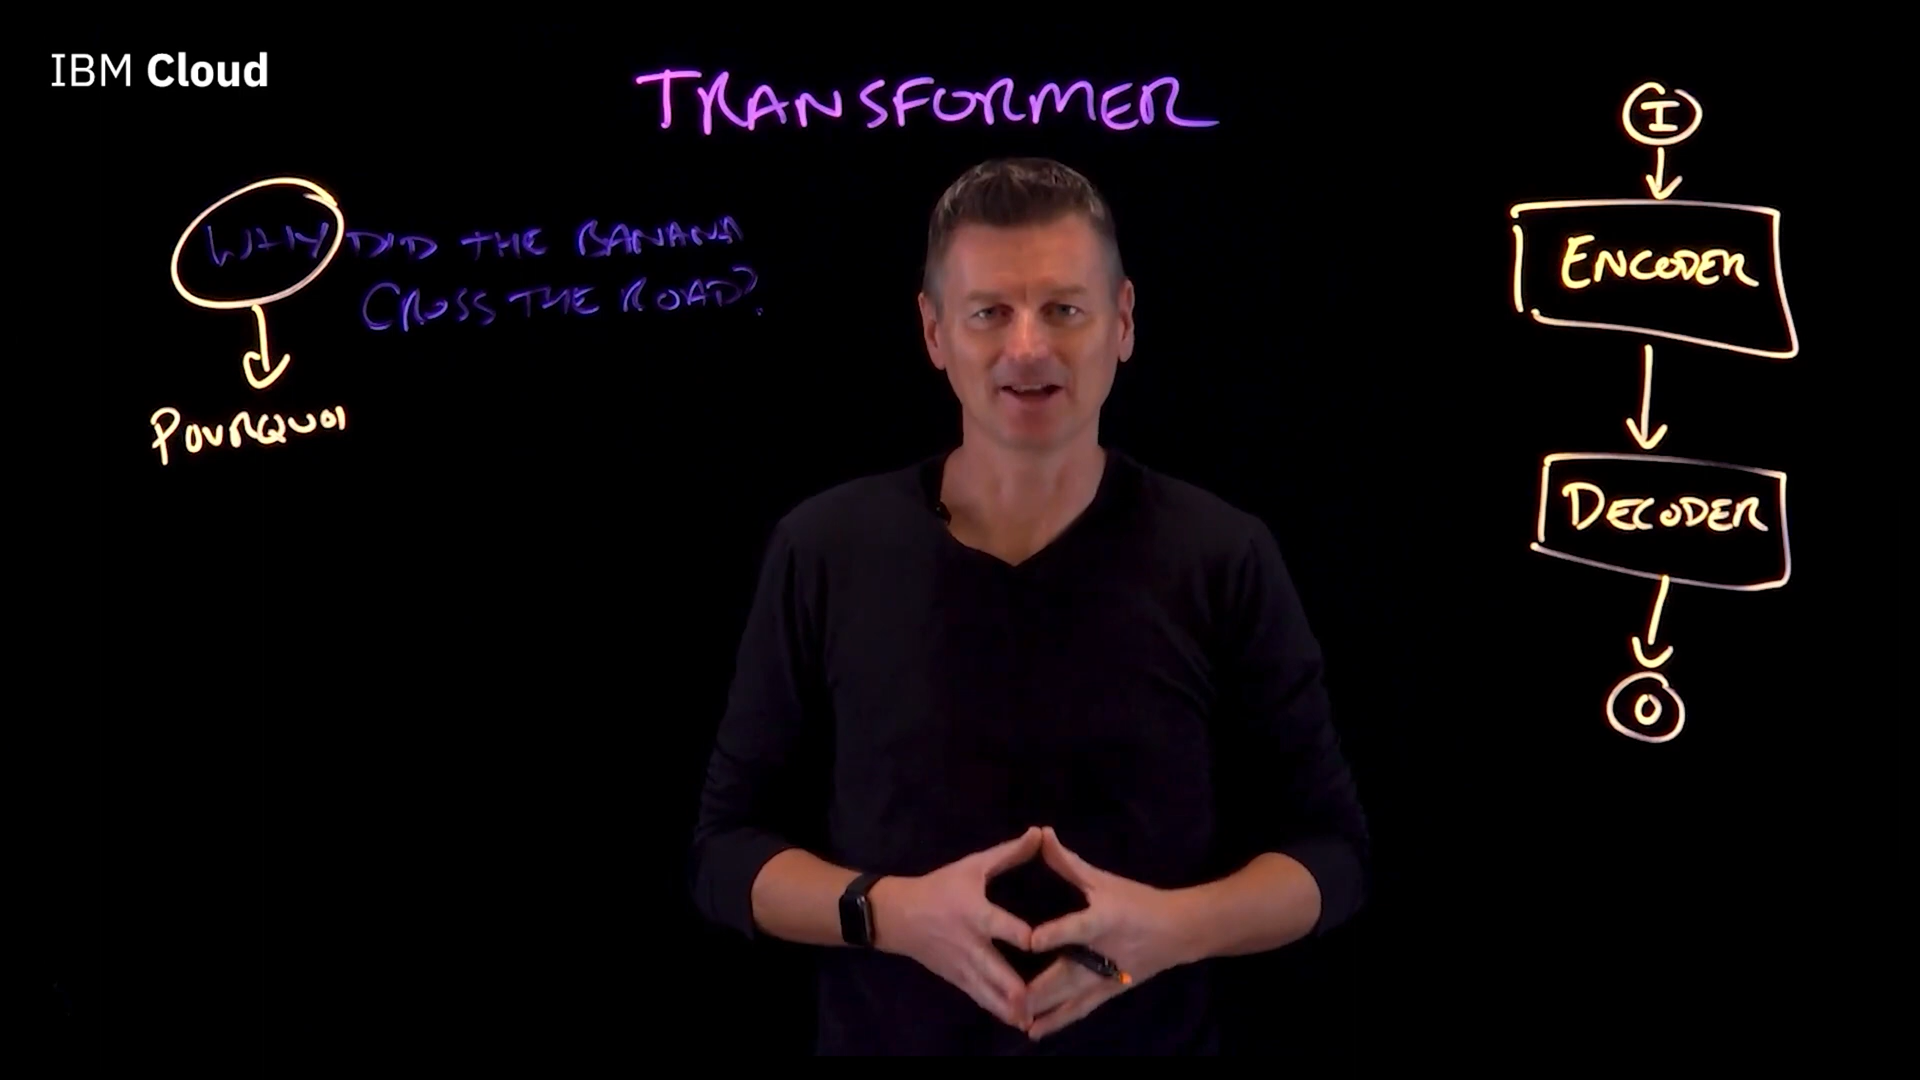 IBM Cloud
TRANSFORMER
WHY DID THE BANANA
CROSS THE ROAD?
POURQUOI
I
ENCODER
DECODER
O